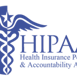 HIPAA
Health Insurance P
& Accountability A